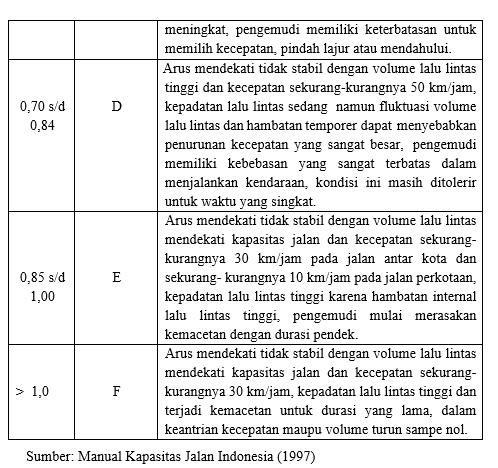 meningkat, pengemudi memiliki keterbatasan untuk
memilih kecepatan, pindah lajur atau mendahului.
0,70 s/d
0,84
D
Arus mendekati tidak stabil dengan volume lalu lintas
tinggi dan kecepatan sekurang-kurangnya 50 km/jam,
kepadatan lalu lintas sedang namun fluktuasi volume
lalu lintas dan hambatan temporer dapat menyebabkan
penurunan kecepatan yang sangat besar, pengemudi
memiliki kebebasan yang sangat terbatas dalam
menjalankan kendaraan, kondisi ini masih ditolerir
untuk waktu yang singkat.
0,85 s/d
1,00
E
Arus mendekati tidak stabil dengan volume lalu lintas
mendekati kapasitas jalan dan kecepatan sekurang-
kurangnya 30 km/jam pada jalan antar kota dan
sekurang- kurangnya 10 km/jam pada jalan perkotaan,
kepadatan lalu lintas tinggi karena hambatan internal
lalu lintas tinggi, pengemudi mulai merasakan
kemacetan dengan durasi pendek.
> 1,0
F
Arus mendekati tidak stabil dengan volume lalu lintas
mendekati kapasitas jalan dan kecepatan sekurang-
kurangnya 30 km/jam, kepadatan lalu lintas tinggi dan
terjadi kemacetan untuk durasi yang lama, dalam
keantrian kecepatan maupu volume turun sampe nol.
Sumber: Manual Kapasitas Jalan Indonesia (1997)